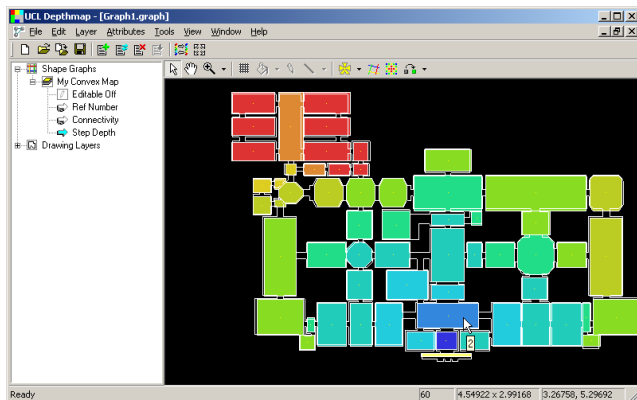 UCL Depthmap - [Graph1.graph]
File Edit Layer Attributes Tools View Window Help
Shape Graphs
My Convex Map
Editable Off
Ref Number
Connectivity
Step Depth
Drawing Layers
2
Ready
60
4.54922 x 2.99168
3.26758, 5.29692